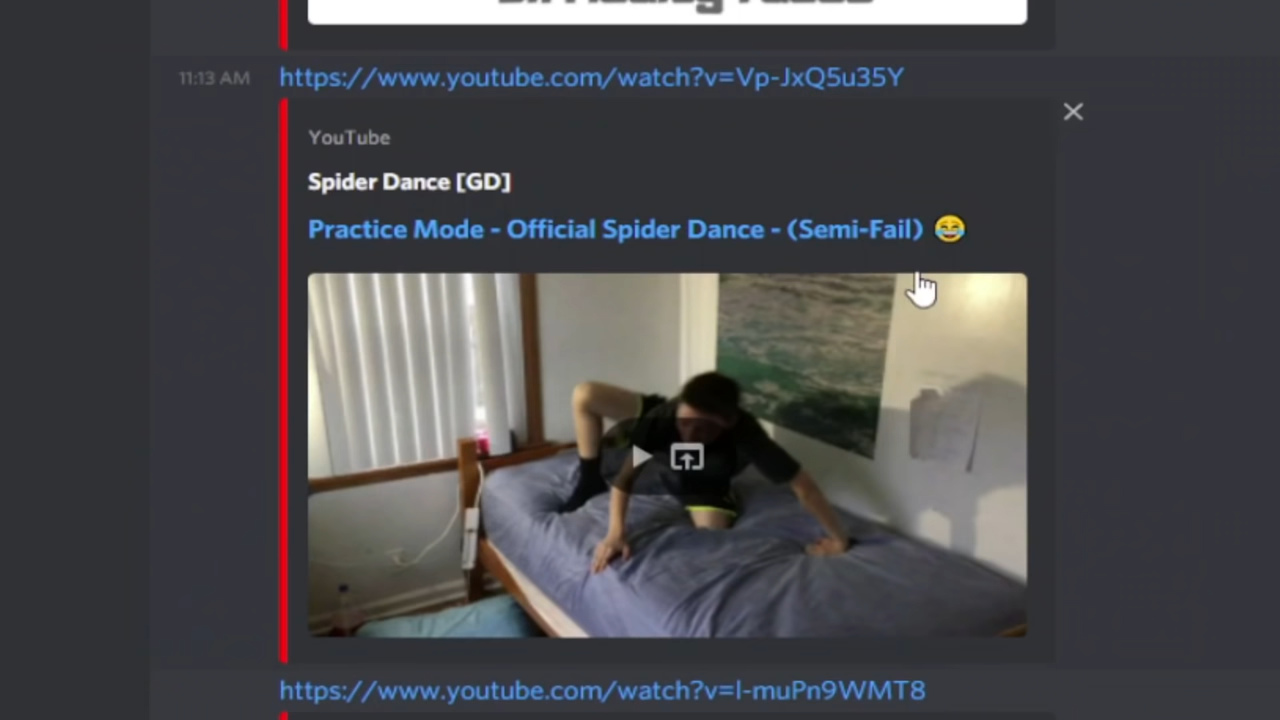 11:13 AM https://www.youtube.com/watch?v=Vp-JxQ5u35Y
YouTube
Spider Dance [GD]
Practice Mode - Official Spider Dance - (Semi-Fail) 😂
https://www.youtube.com/watch?v=l-muPn9WMT8